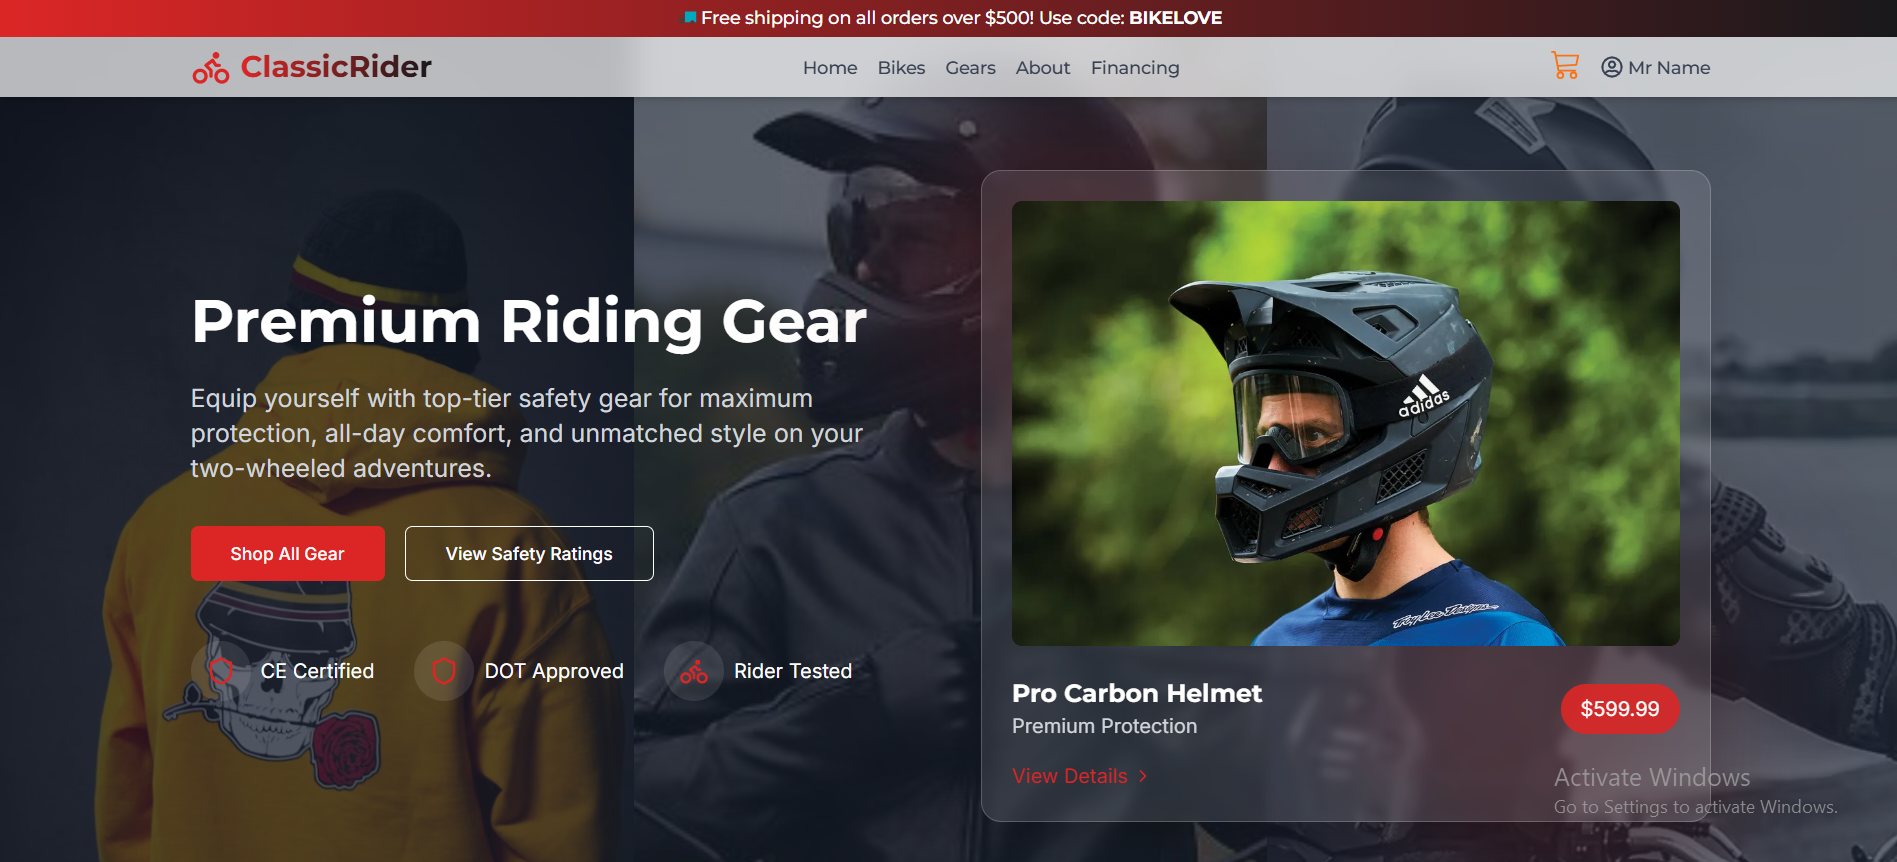 Free shipping on all orders over $500! Use code: BIKELOVE
ClassicRider
Home Bikes Gears About Financing
Mr Name
Premium Riding Gear
Equip yourself with top-tier safety gear for maximum
protection, all-day comfort, and unmatched style on your
two-wheeled adventures.
Shop All Gear
View Safety Ratings
CE Certified
DOT Approved
Rider Tested
adidas
Troy Lee Designs
Pro Carbon Helmet
Premium Protection
$599.99
View Details
Activate Windows
Go to Settings to activate Windows.